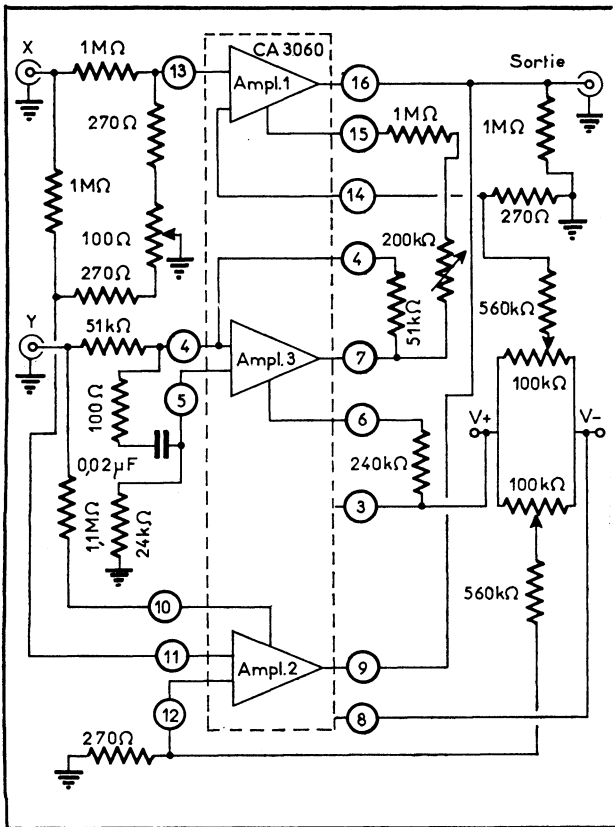 X
1MΩ
13
CA 3060
Ampl.1
16
Sortie
270Ω
15
1MΩ
1MΩ
1MΩ
14
100Ω
270Ω
200kΩ
4
270Ω
51kΩ
560kΩ
Y
51kΩ
4
Ampl.3
7
100kΩ
5
100Ω
6
V+
V-
0,02µF
240kΩ
100kΩ
3
1,1MΩ
24kΩ
560kΩ
10
11
Ampl.2
9
12
8
270Ω